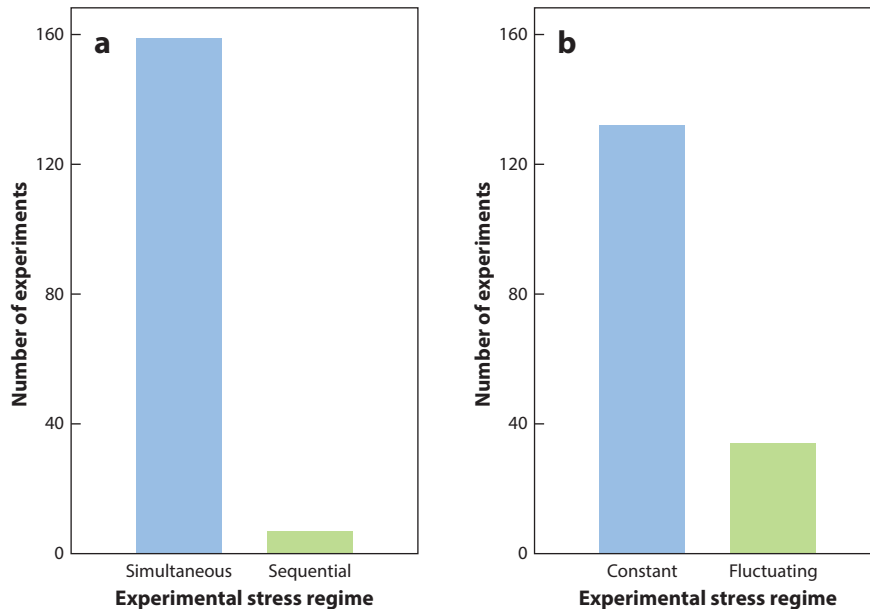 a
160
120
80
40
0
Number of experiments
Simultaneous Sequential
Experimental stress regime
b
160
120
80
40
0
Number of experiments
Constant Fluctuating
Experimental stress regime